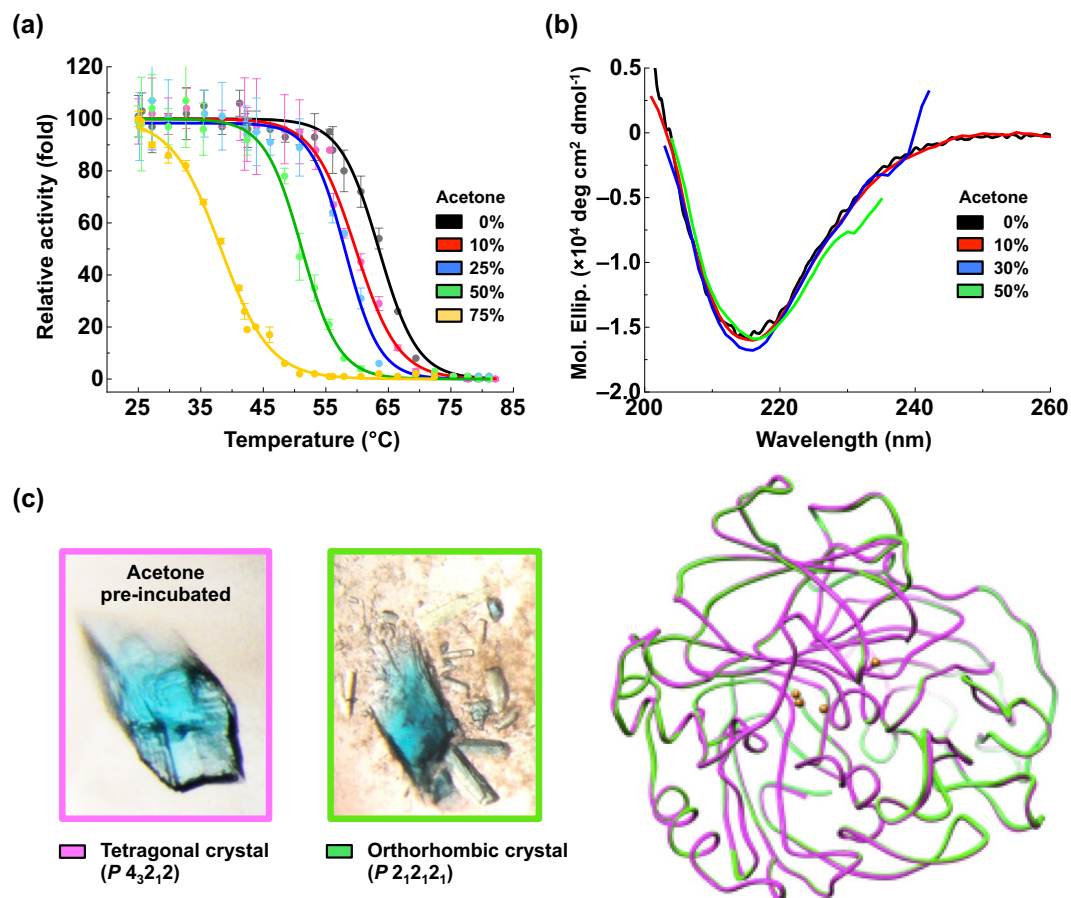 (a)
120
100
80
60
40
20
0
Relative activity (fold)
25 35 45 55 65 75 85
Temperature (°C)
Acetone
0%
10%
25%
50%
75%
(b)
0.5
0
–0.5
–1.0
–1.5
–2.0
Mol. Ellip. (×10⁴ deg cm² dmol⁻¹)
200 220 240 260
Wavelength (nm)
Acetone
0%
10%
30%
50%
(c)
Acetone
pre-incubated
Tetragonal crystal
(P 4₃2₁2)
Orthorhombic crystal
(P 2₁2₁2₁)